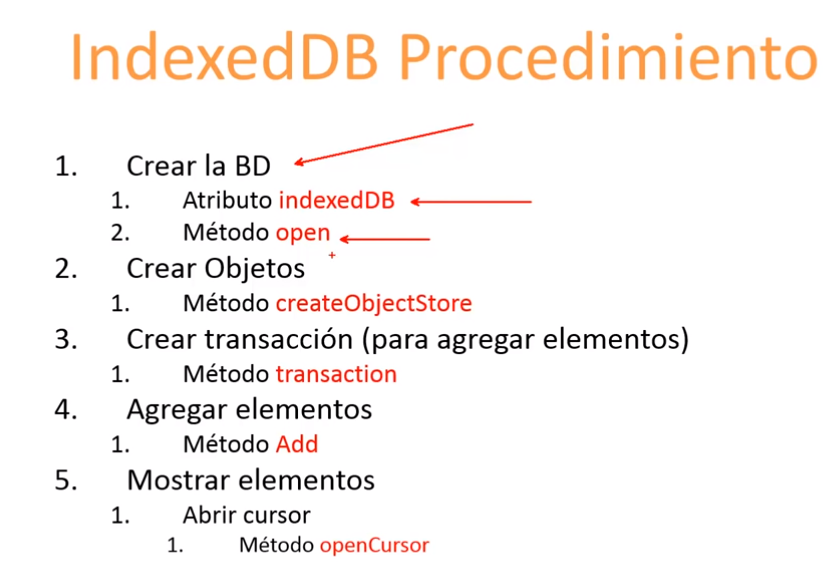 IndexedDB Procedimiento
1. Crear la BD
1. Atributo indexedDB
2. Método open
2. Crear Objetos
1. Método createObjectStore
3. Crear transacción (para agregar elementos)
1. Método transaction
4. Agregar elementos
1. Método Add
5. Mostrar elementos
1. Abrir cursor
1. Método openCursor